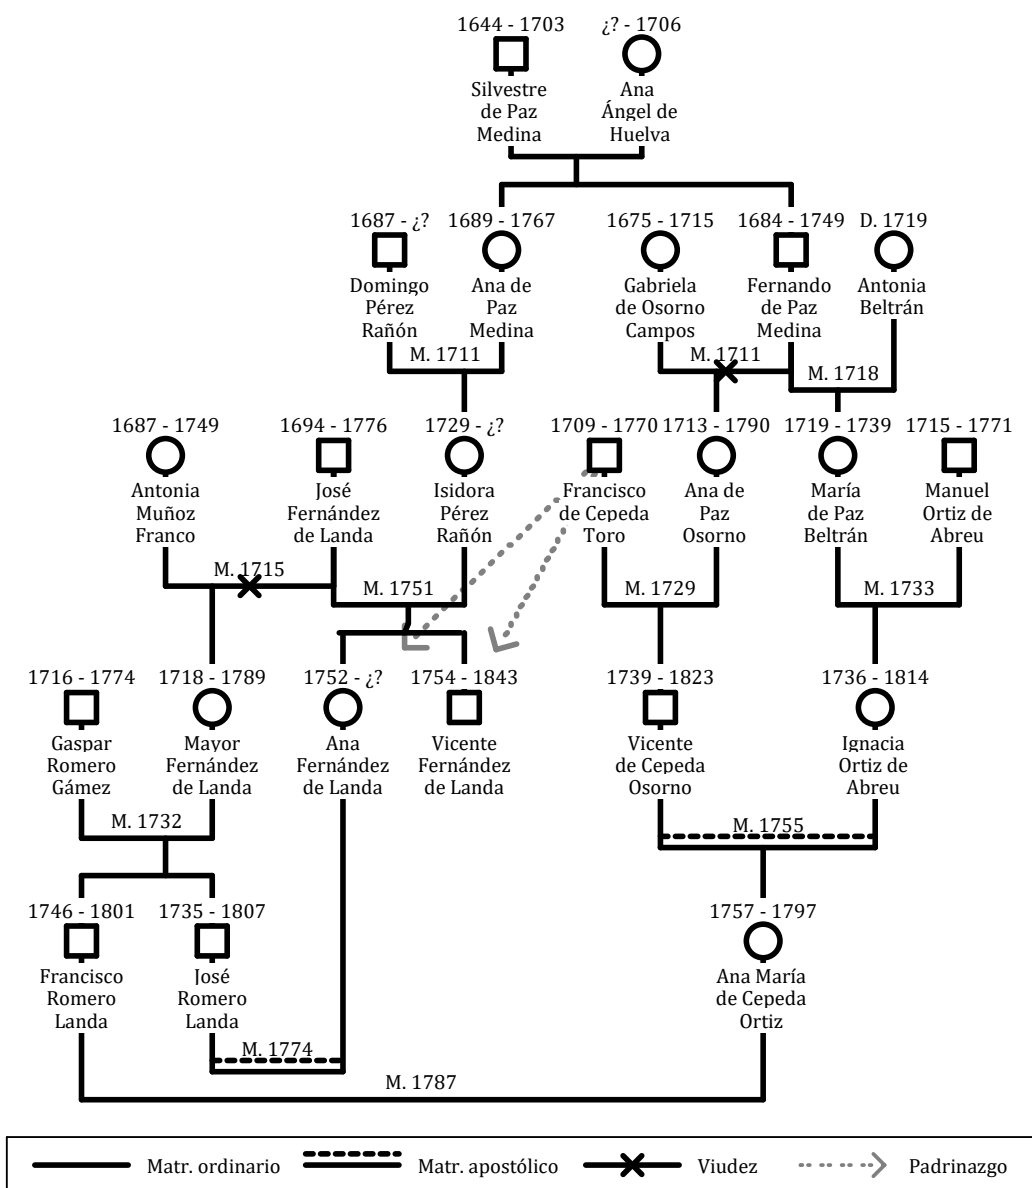 1644 - 1703
¿? - 1706
Silvestre
de Paz
Medina
Ana
Ángel de
Huelva
1687 - ¿?
1689 - 1767
1675 - 1715
1684 - 1749
D. 1719
Domingo
Pérez
Rañón
Ana de
Paz
Medina
Gabriela
de Osorno
Campos
Fernando
de Paz
Medina
Antonia
Beltrán
M. 1711
M. 1711
M. 1718
1687 - 1749
1694 - 1776
1729 - ¿?
1709 - 1770
1713 - 1790
1719 - 1739
1715 - 1771
Antonia
Muñoz
Franco
José
Fernández
de Landa
Isidora
Pérez
Rañón
Francisco
de Cepeda
Toro
Ana de
Paz
Osorno
María
de Paz
Beltrán
Manuel
Ortiz de
Abreu
M. 1715
M. 1751
M. 1729
M. 1733
1716 - 1774
1718 - 1789
1752 - ¿?
1754 - 1843
1739 - 1823
1736 - 1814
Gaspar
Romero
Gámez
Mayor
Fernández
de Landa
Ana
Fernández
de Landa
Vicente
Fernández
de Landa
Vicente
de Cepeda
Osorno
Ignacia
Ortiz de
Abreu
M. 1732
M. 1755
1746 - 1801
1735 - 1807
1757 - 1797
Francisco
Romero
Landa
José
Romero
Landa
Ana María
de Cepeda
Ortiz
M. 1774
M. 1787
Matr. ordinario
Matr. apostólico
Viudez
Padrinazgo